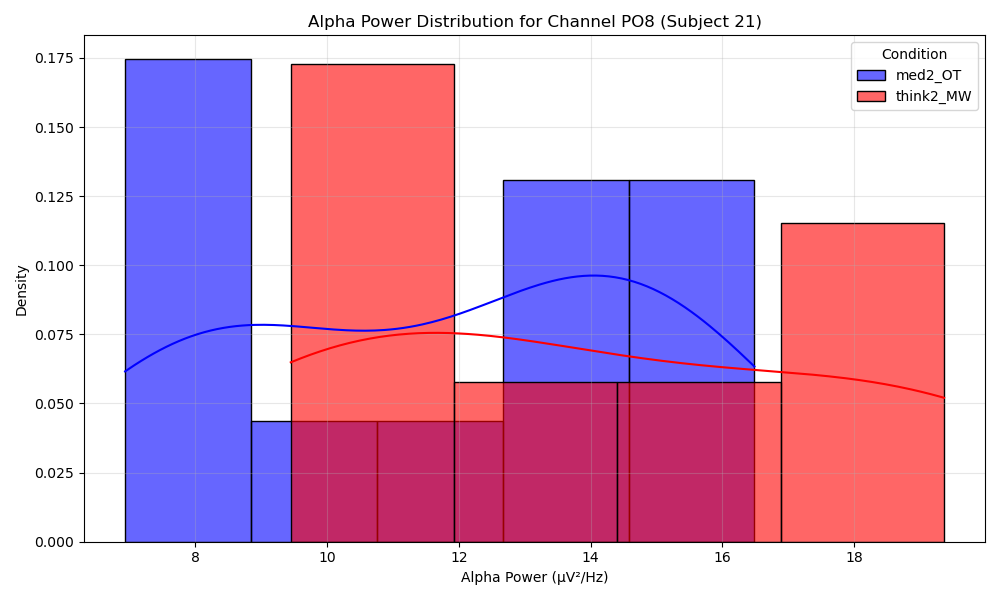 Alpha Power Distribution for Channel PO8 (Subject 21)
Condition
med2_OT
think2_MW
Density
0.175
0.150
0.125
0.100
0.075
0.050
0.025
0.000
8 10 12 14 16 18
Alpha Power (µV²/Hz)